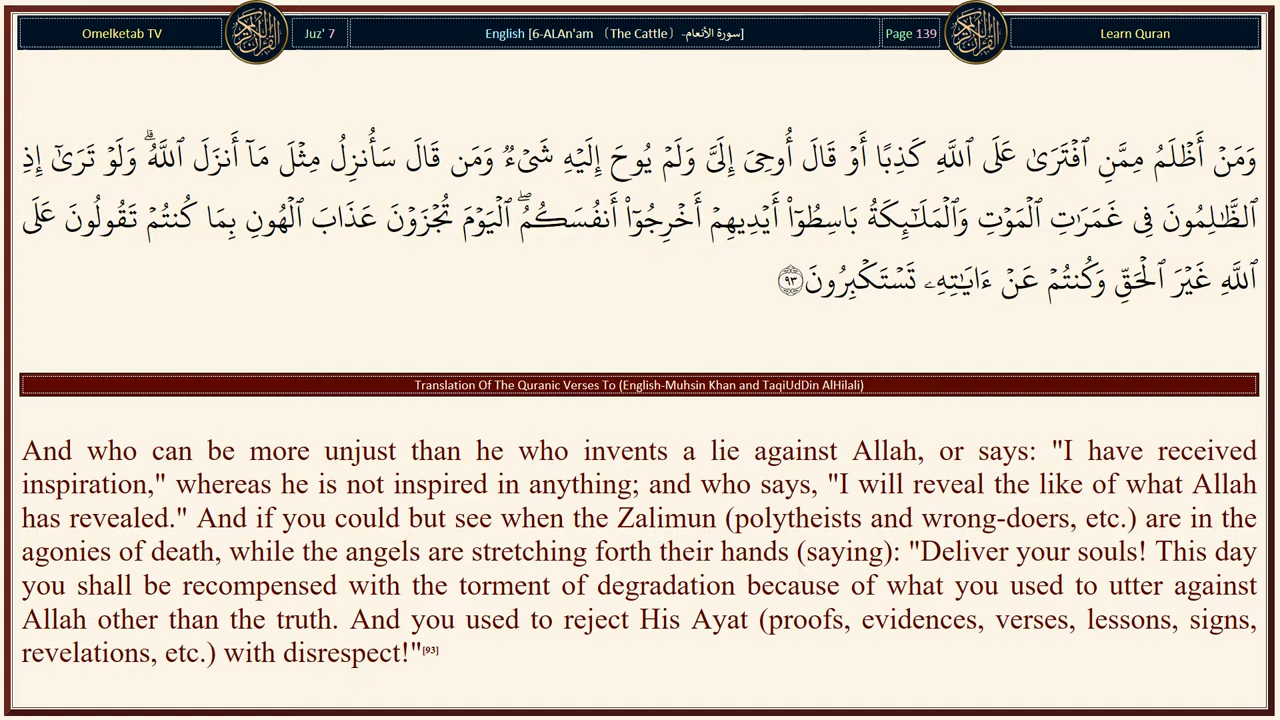 Omelketab TV
Juz' 7
English [6-ALAn'am (The Cattle) -سورة الأنعام]
Page 139
Learn Quran
وَمَنۡ أَظۡلَمُ مِمَّنِ ٱفۡتَرَىٰ عَلَى ٱللَّهِ كَذِبًا أَوۡ قَالَ أُوحِيَ إِلَيَّ وَلَمۡ يُوحَ إِلَيۡهِ شَيۡءٞ وَمَن قَالَ سَأُنزِلُ مِثۡلَ مَآ أَنزَلَ ٱللَّهُۗ وَلَوۡ تَرَىٰٓ إِذِ
ٱلظَّٰلِمُونَ فِي غَمَرَٰتِ ٱلۡمَوۡتِ وَٱلۡمَلَٰٓئِكَةُ بَاسِطُوٓاْ أَيۡدِيهِمۡ أَخۡرِجُوٓاْ أَنفُسَكُمُۖ ٱلۡيَوۡمَ تُجۡزَوۡنَ عَذَابَ ٱلۡهُونِ بِمَا كُنتُمۡ تَقُولُونَ عَلَى
ٱللَّهِ غَيۡرَ ٱلۡحَقِّ وَكُنتُمۡ عَنۡ ءَايَٰتِهِۦ تَسۡتَكۡبِرُونَ ٩٣
Translation Of The Quranic Verses To (English-Muhsin Khan and TaqiUdDin AlHilali)
And who can be more unjust than he who invents a lie against Allah, or says: "I have received
inspiration," whereas he is not inspired in anything; and who says, "I will reveal the like of what Allah
has revealed." And if you could but see when the Zalimun (polytheists and wrong-doers, etc.) are in the
agonies of death, while the angels are stretching forth their hands (saying): "Deliver your souls! This day
you shall be recompensed with the torment of degradation because of what you used to utter against
Allah other than the truth. And you used to reject His Ayat (proofs, evidences, verses, lessons, signs,
revelations, etc.) with disrespect!"[93]